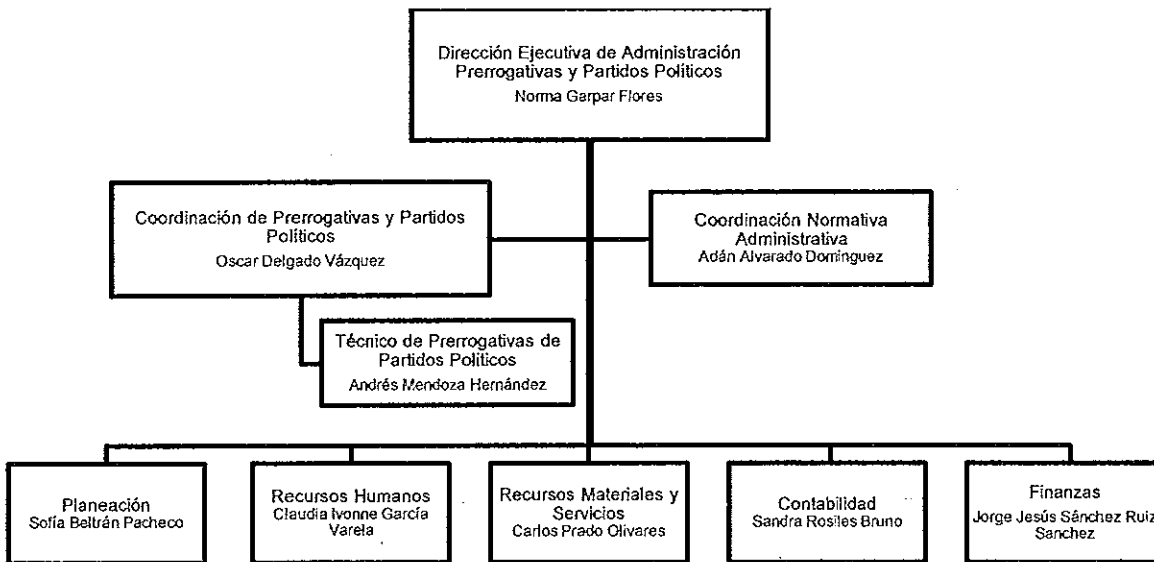 Dirección Ejecutiva de Administración
Prerrogativas y Partidos Políticos
Norma Garpar Flores
Coordinación de Prerrogativas y Partidos
Políticos
Oscar Delgado Vázquez
Coordinación Normativa
Administrativa
Adán Alvarado Domínguez
Técnico de Prerrogativas de
Partidos Políticos
Andrés Mendoza Hernández
Planeación
Sofía Beltrán Pacheco
Recursos Humanos
Claudia Ivonne García
Varela
Recursos Materiales y
Servicios
Carlos Prado Olivares
Contabilidad
Sandra Rosiles Bruno
Finanzas
Jorge Jesús Sánchez Ruiz
Sanchez